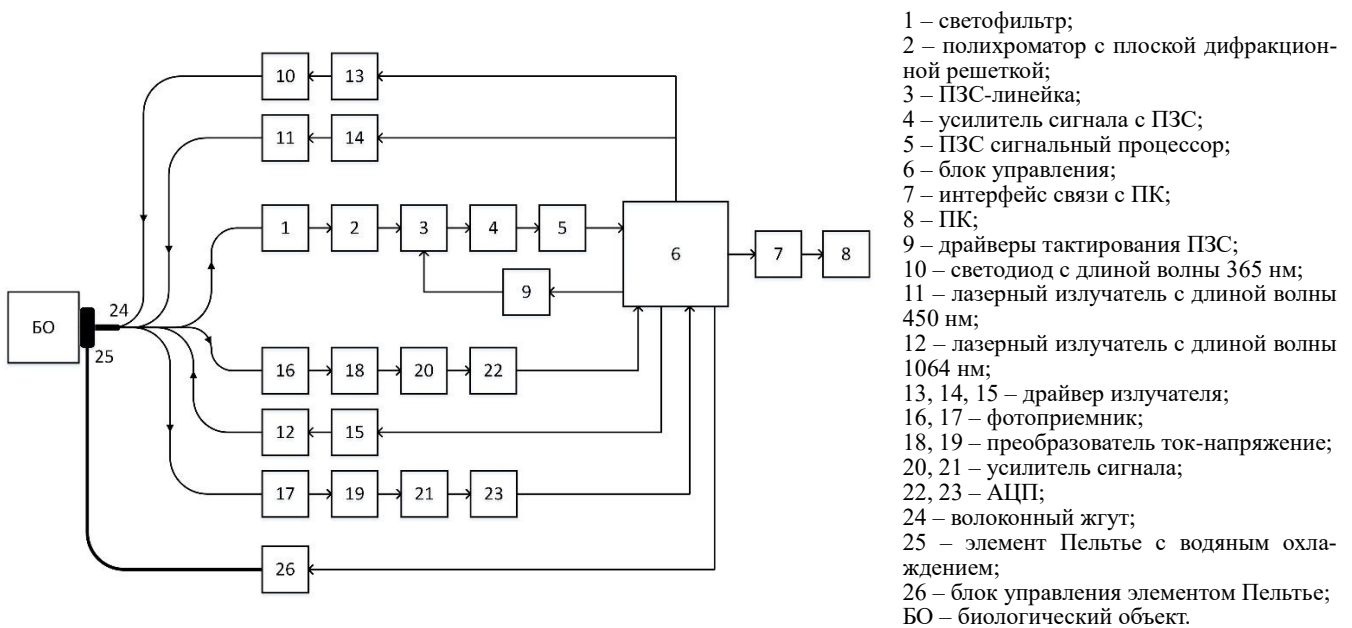 10 13
11 14
1 2 3 4 5
6
7 8
9
БО
24
25
16 18 20 22
12 15
17 19 21 23
26
1 – светофильтр;
2 – полихроматор с плоской дифракцион-
ной решеткой;
3 – ПЗС-линейка;
4 – усилитель сигнала с ПЗС;
5 – ПЗС сигнальный процессор;
6 – блок управления;
7 – интерфейс связи с ПК;
8 – ПК;
9 – драйверы тактирования ПЗС;
10 – светодиод с длиной волны 365 нм;
11 – лазерный излучатель с длиной волны
450 нм;
12 – лазерный излучатель с длиной волны
1064 нм;
13, 14, 15 – драйвер излучателя;
16, 17 – фотоприемник;
18, 19 – преобразователь ток-напряжение;
20, 21 – усилитель сигнала;
22, 23 – АЦП;
24 – волоконный жгут;
25 – элемент Пельтье с водяным охла-
ждением;
26 – блок управления элементом Пельтье;
БО – биологический объект.